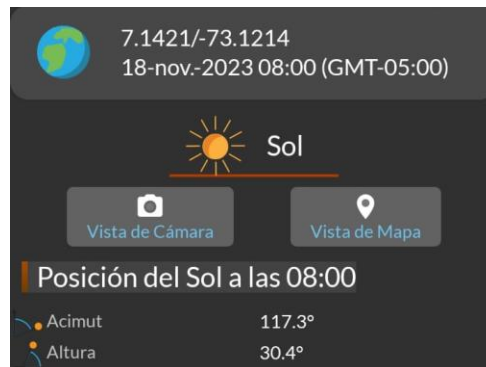 7.1421/-73.1214
18-nov.-2023 08:00 (GMT-05:00)
Sol
Vista de Cámara
Vista de Mapa
Posición del Sol a las 08:00
Acimut 117.3°
Altura 30.4°